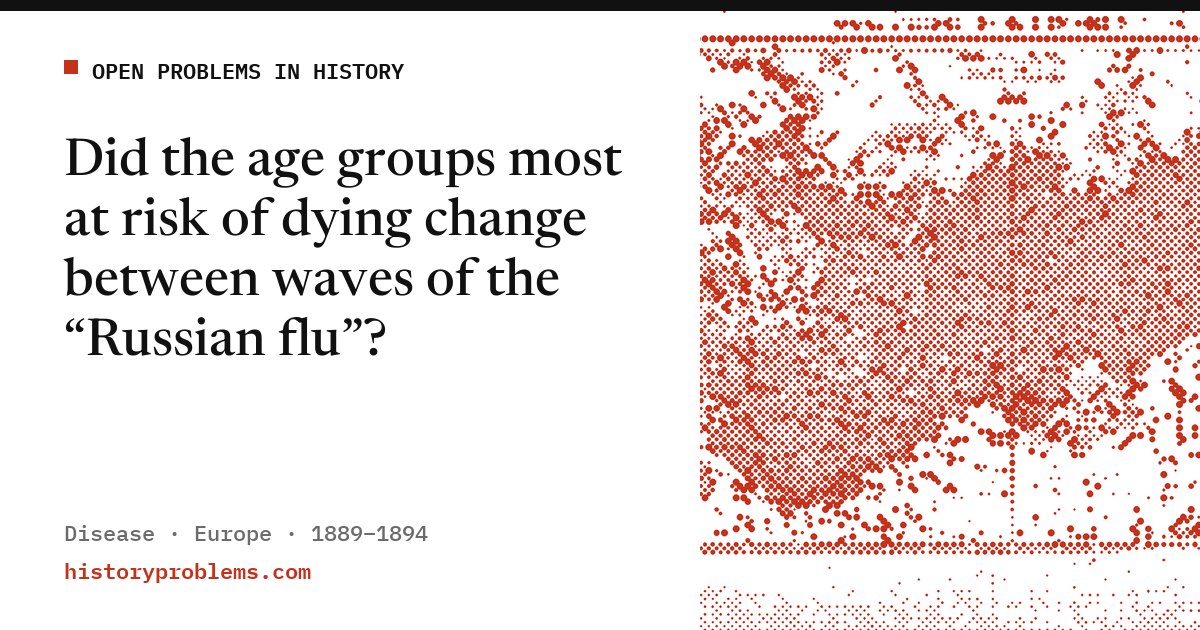 OPEN PROBLEMS IN HISTORY
Did the age groups most
at risk of dying change
between waves of the
“Russian flu”?
Disease · Europe · 1889–1894
historyproblems.com